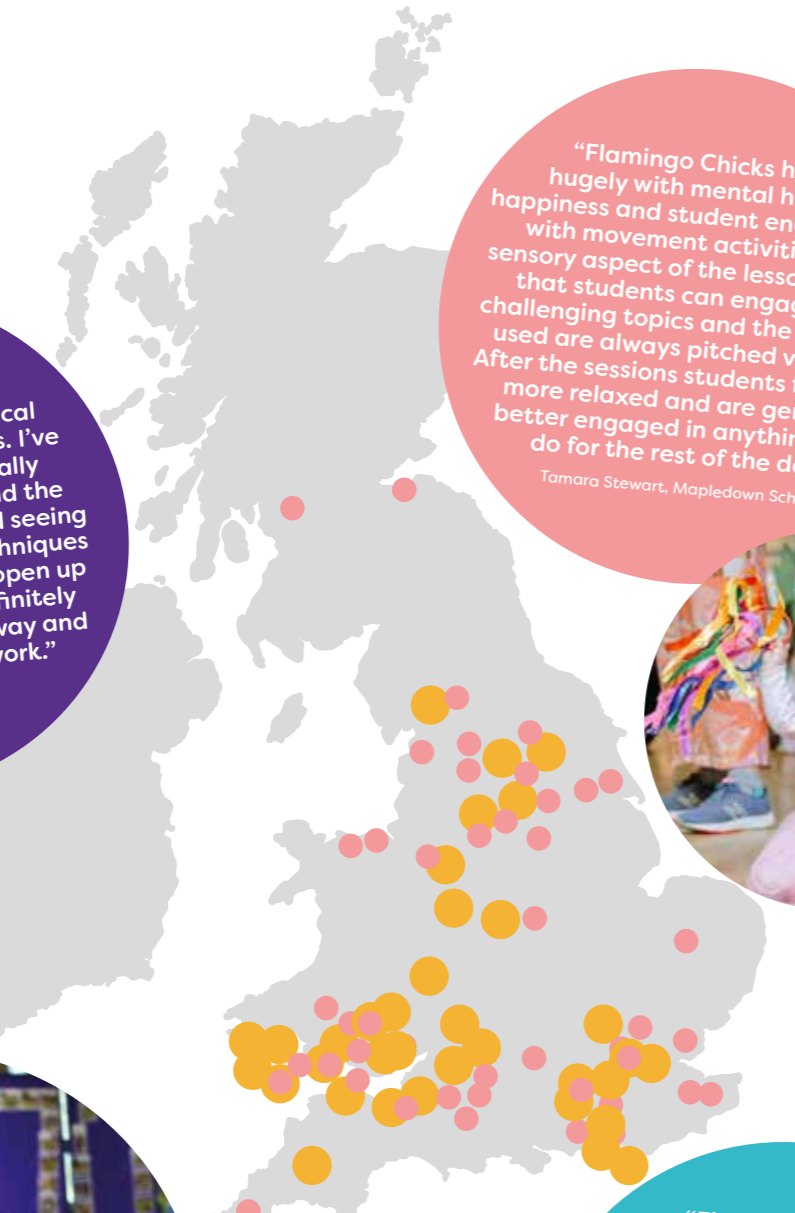 cal
s. I’ve
ally
d the
l seeing
hniques
open up
finitely
way and
work.”
“Flamingo Chicks h
hugely with mental h
happiness and student en
with movement activiti
sensory aspect of the lesso
that students can engag
challenging topics and the
used are always pitched v
After the sessions students f
more relaxed and are ge
better engaged in anythin
do for the rest of the d
Tamara Stewart, Mapledown Sch